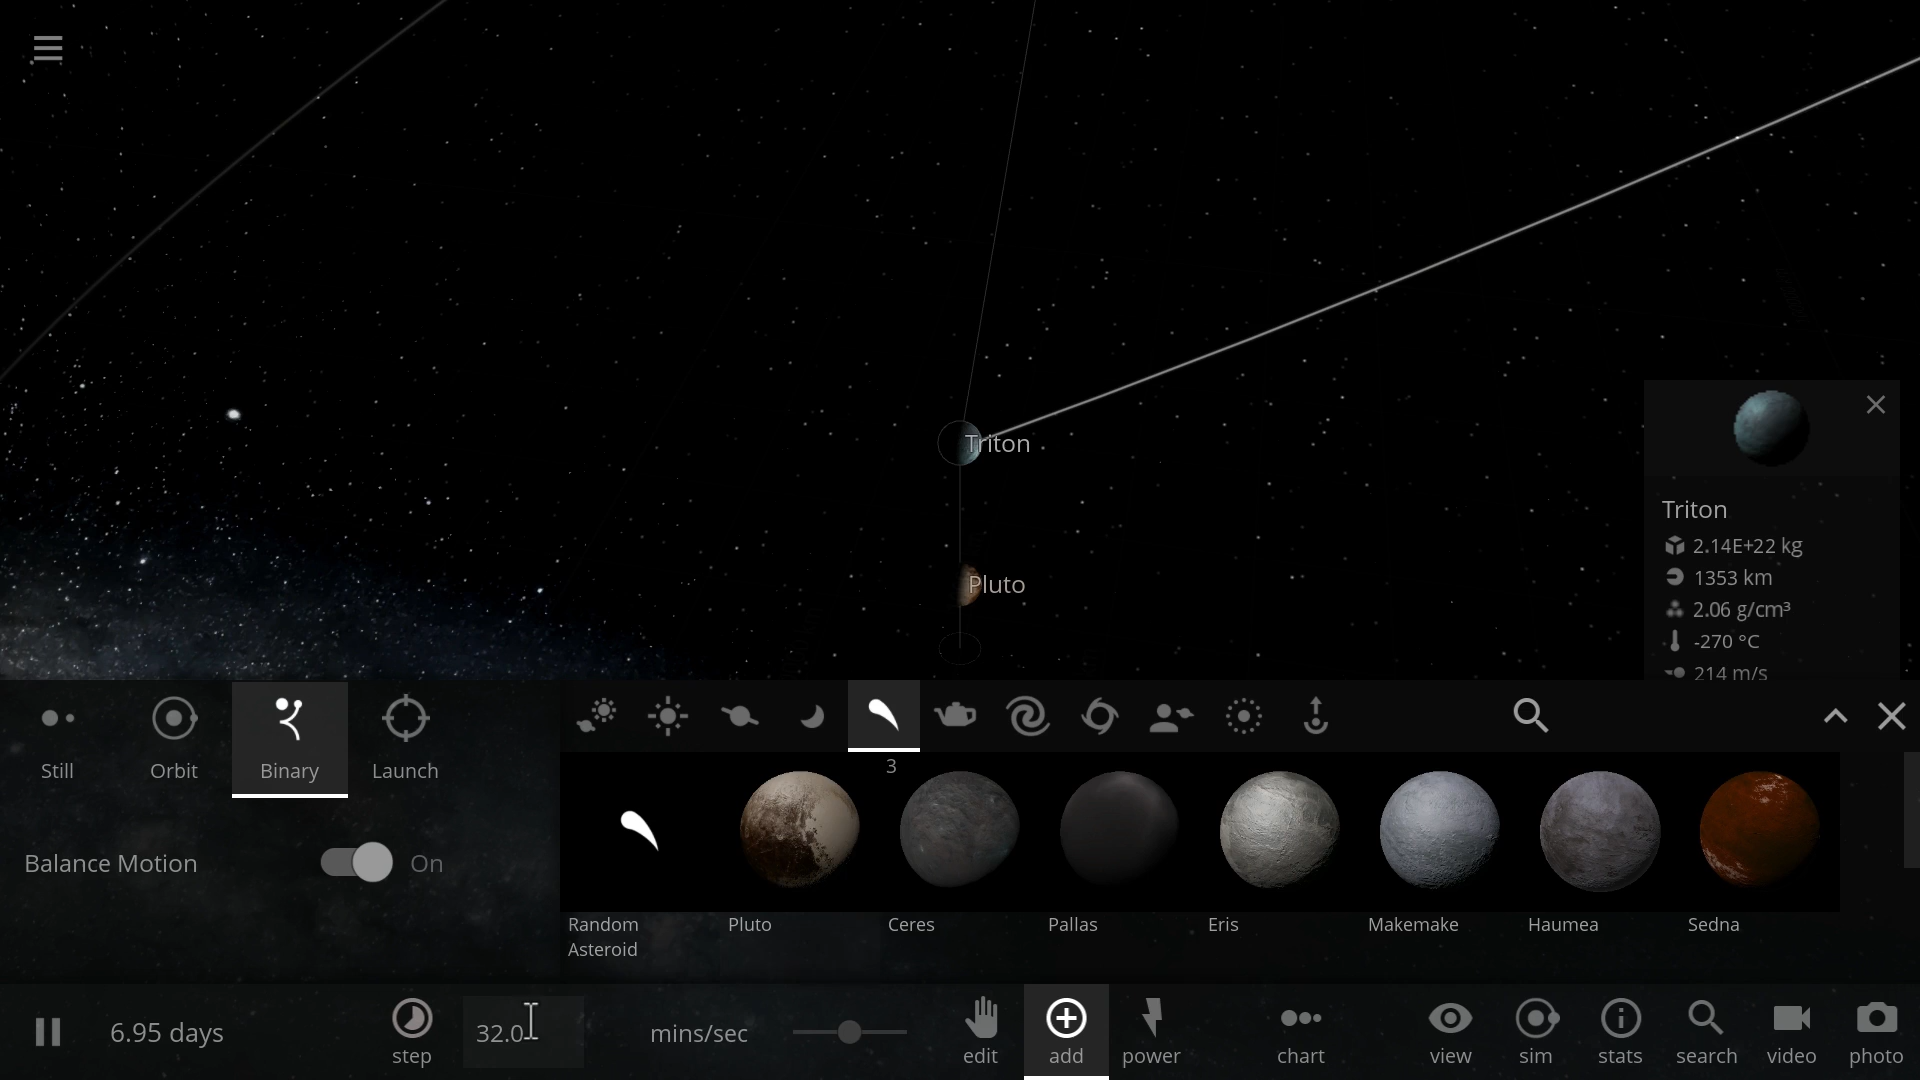 Triton
Pluto
Triton
2.14E+22 kg
1353 km
2.06 g/cm³
-270 °C
214 m/s
Still
Orbit
Binary
Launch
Balance Motion
On
3
Random
Asteroid
Pluto
Ceres
Pallas
Eris
Makemake
Haumea
Sedna
6.95 days
step
32.0
mins/sec
edit
add
power
chart
view
sim
stats
search
video
photo